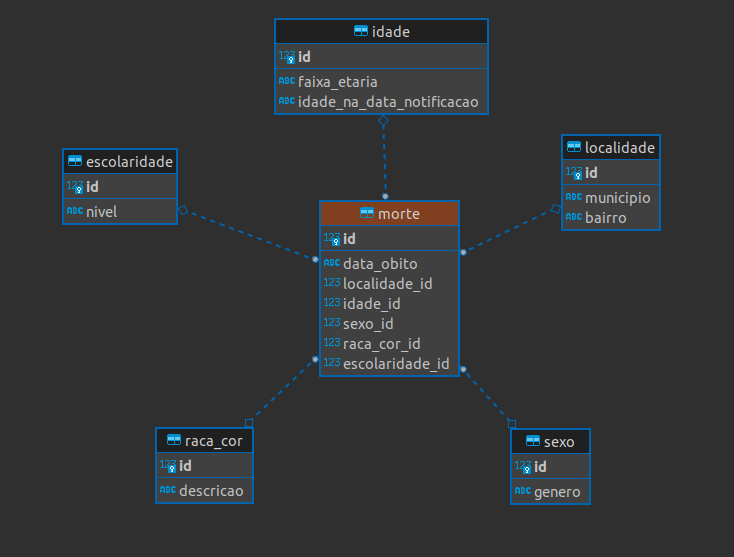 idade
123 id
ABC faixa_etaria
ABC idade_na_data_notificacao
escolaridade
123 id
ABC nivel
localidade
123 id
ABC municipio
ABC bairro
morte
123 id
ABC data_obito
123 localidade_id
123 idade_id
123 sexo_id
123 raca_cor_id
123 escolaridade_id
raca_cor
123 id
ABC descricao
sexo
123 id
ABC genero